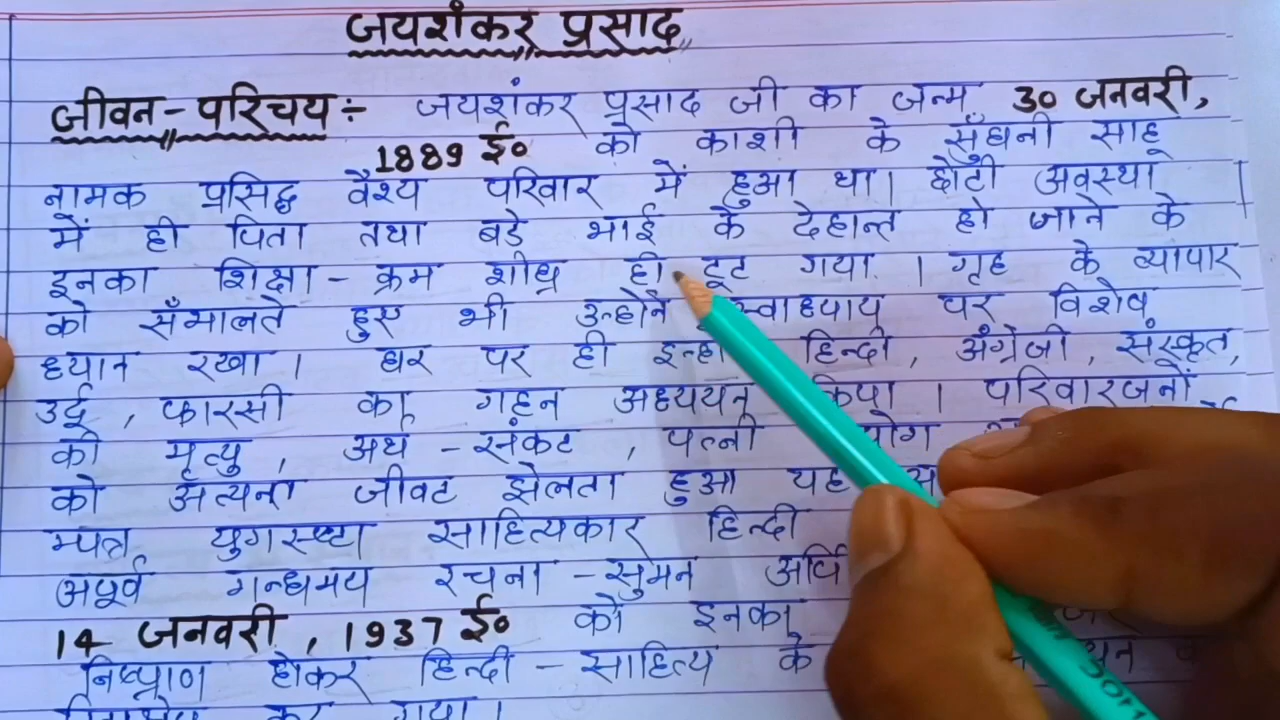 जयशंकर प्रसाद
जीवन-परिचय ÷ जयशंकर प्रसाद जी का जन्म 30 जनवरी,
1889 ई० को काशी के सुँघनी साहू
नामक प्रसिद्ध वैश्य परिवार में हुआ था। छोटी अवस्था
में ही पिता तथा बड़े भाई के देहान्त हो जाने के
इनका शिक्षा-क्रम शीघ्र ही टूट गया। गृह के व्यापार
को सँभालते हुए भी उन्होंने स्वाध्याय पर विशेष
ध्यान रखा। घर पर ही हिन्दी, अँग्रेजी, संस्कृत,
उर्दू, फारसी का गहन अध्ययन किया। परिवारजनों
की मृत्यु, अर्थ-संकट, पत्नी
को अत्यन्त जीवट झेलता हुआ यह
म्पन्न युगस्रष्टा साहित्यकार हिन्दी
अपूर्व गन्धमय रचना-सुमन
14 जनवरी, 1937 ई० को इनका
निष्प्राण होकर हिन्दी-साहित्य के
कर गया।